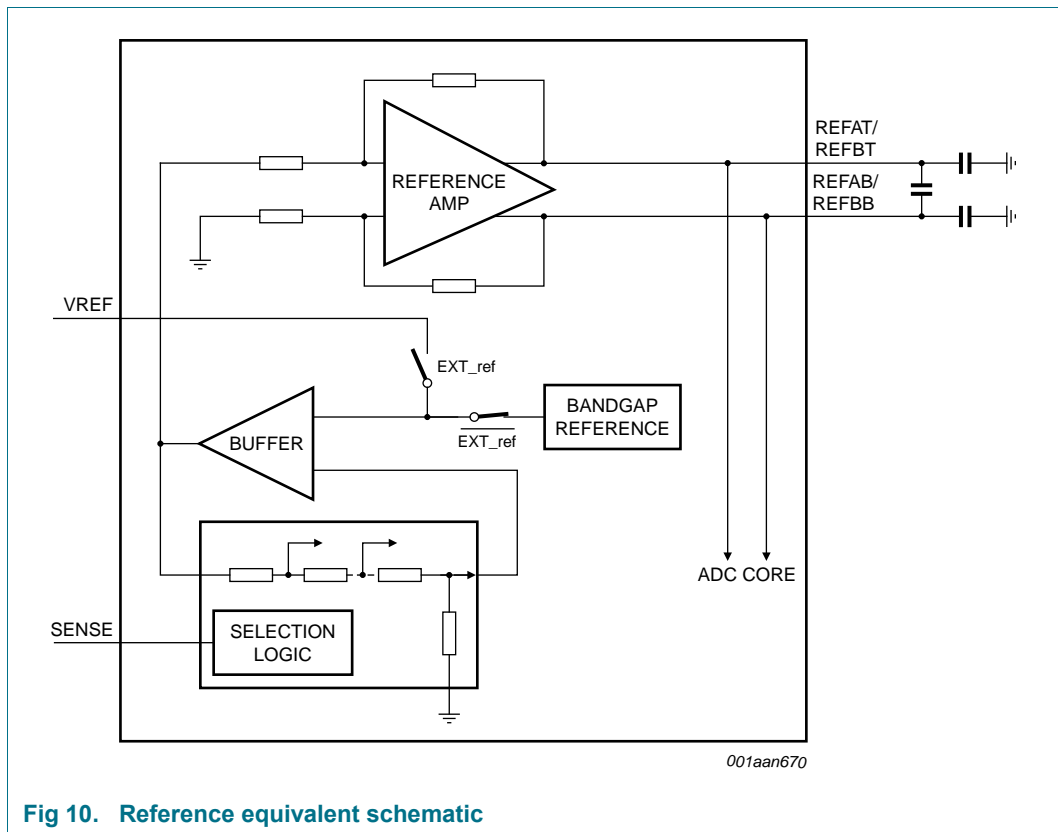 REFAT/
REFBT
REFERENCE
AMP
REFAB/
REFBB
VREF
EXT_ref
BANDGAP
REFERENCE
BUFFER
EXT_ref
ADC CORE
SENSE
SELECTION
LOGIC
001aan670
Fig 10. Reference equivalent schematic